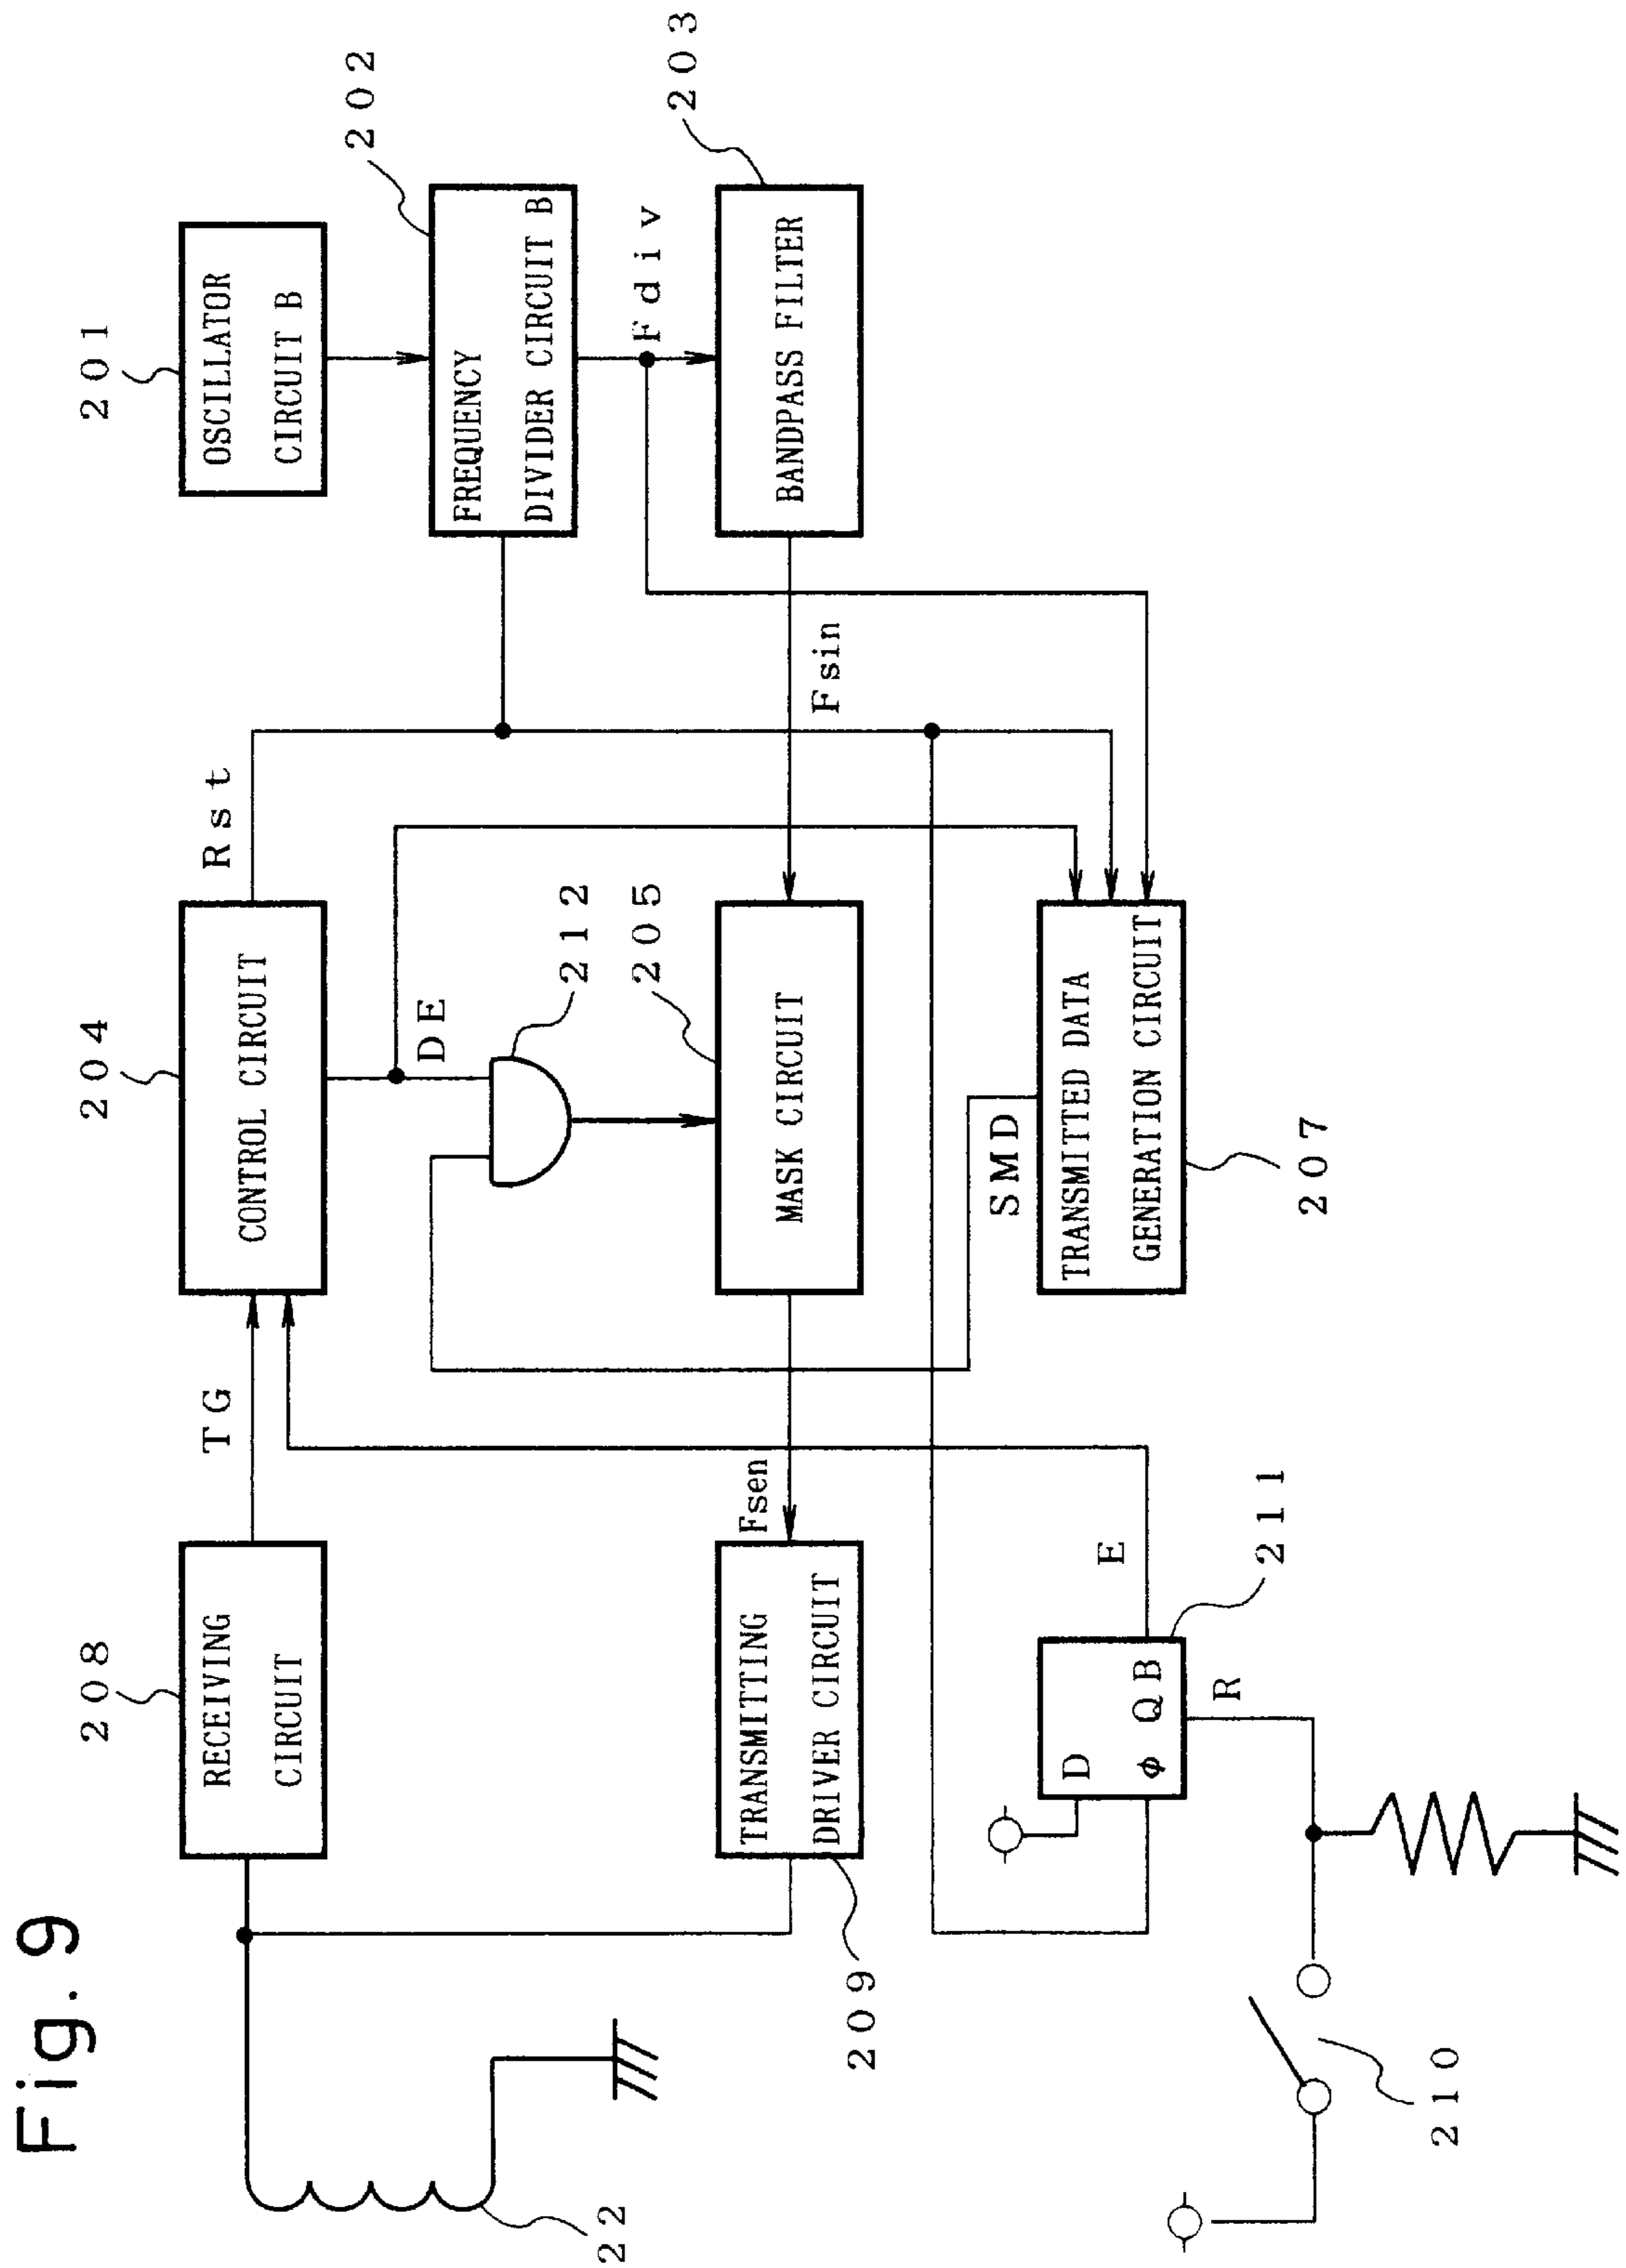 Fig. 9
208
RECEIVING
CIRCUIT
TG
204
CONTROL CIRCUIT
Rst
201
OSCILLATOR
CIRCUIT B
202
FREQUENCY
DIVIDER CIRCUIT B
DE
212
Fdiv
22
209
TRANSMITTING
DRIVER CIRCUIT
Fsen
205
MASK CIRCUIT
Fsin
203
BANDPASS FILTER
SMD
207
TRANSMITTED DATA
GENERATION CIRCUIT
D
φ QB
E
R
211
210